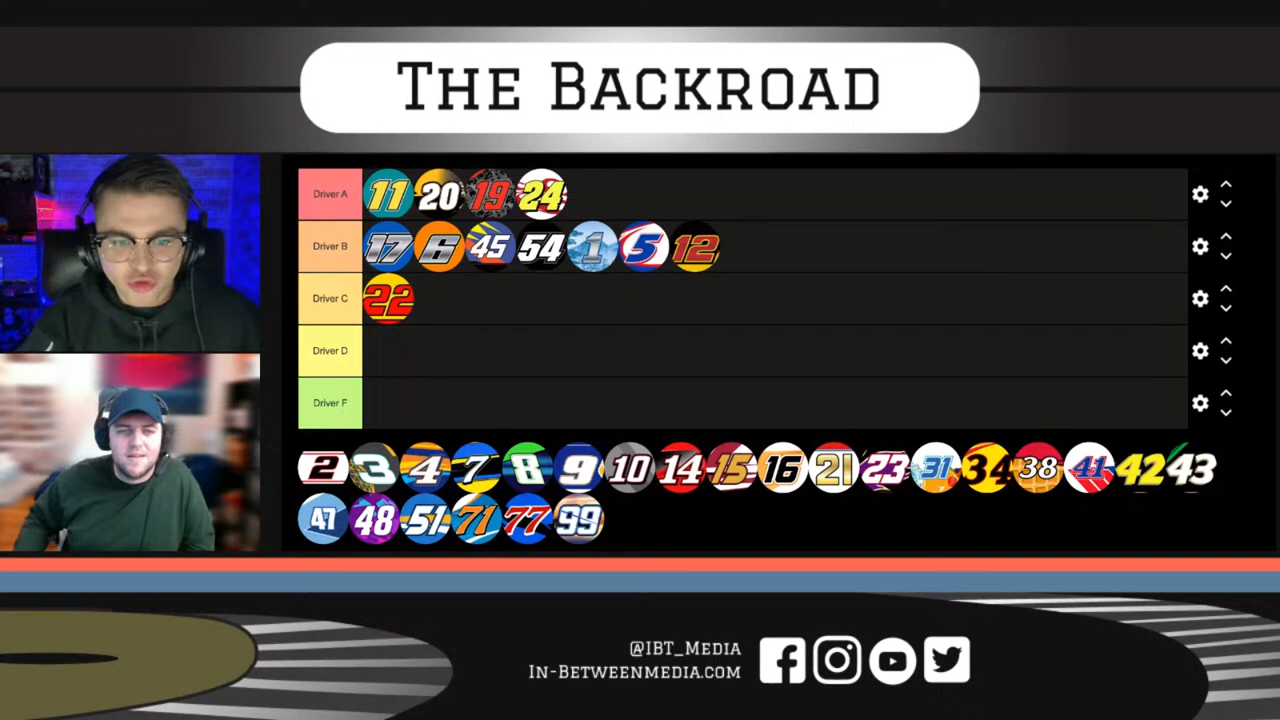 The Backroad
Driver A 11 20 19 24
Driver B 17 6 45 54 1 5 12
Driver C 22
Driver D
Driver F
2 3 4 7 8 9 10 14 15 16 21 23 31 34 38 41 42 43
47 48 51 71 77 99
@IBT_Media
In-Betweenmedia.com